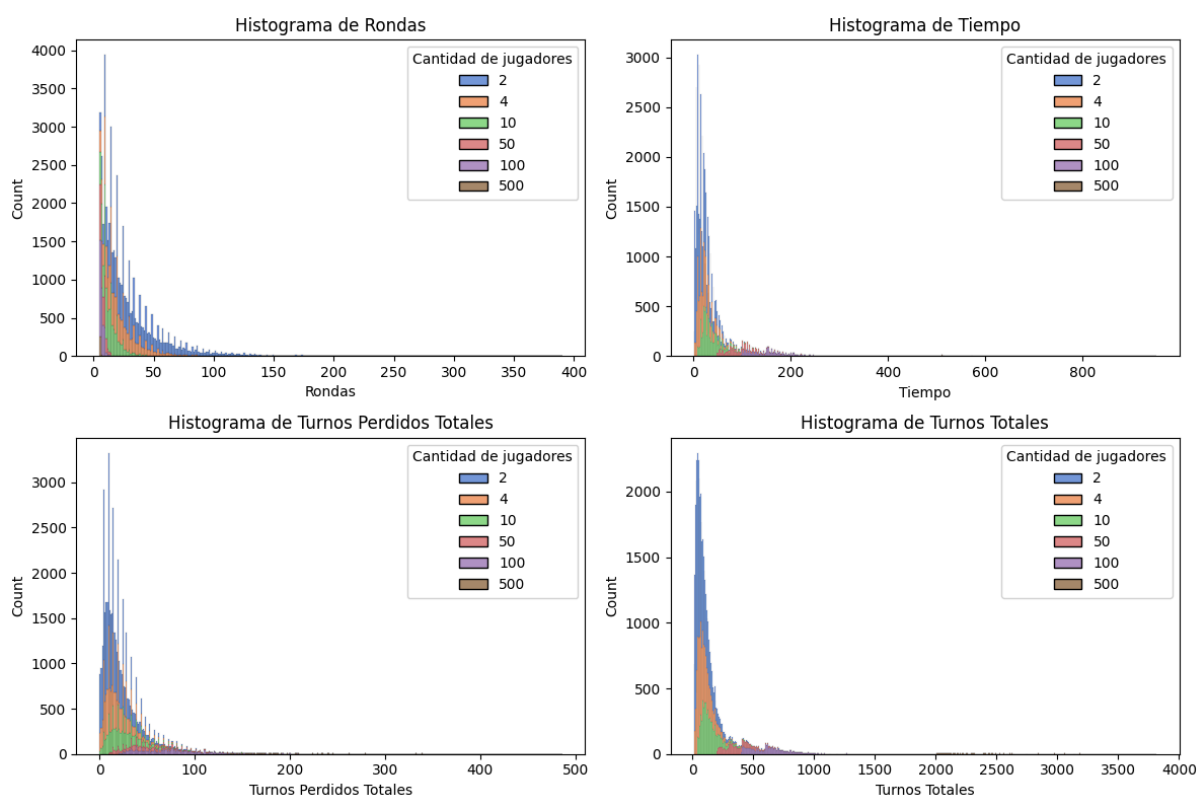 Histograma de Rondas
4000
3500
3000
2500
2000
1500
1000
500
0
Count
0 50 100 150 200 250 300 350 400
Rondas
Cantidad de jugadores
2
4
10
50
100
500
Histograma de Tiempo
3000
2500
2000
1500
1000
500
0
Count
0 200 400 600 800
Tiempo
Cantidad de jugadores
2
4
10
50
100
500
Histograma de Turnos Perdidos Totales
3000
2500
2000
1500
1000
500
0
Count
0 100 200 300 400 500
Turnos Perdidos Totales
Cantidad de jugadores
2
4
10
50
100
500
Histograma de Turnos Totales
2000
1500
1000
500
0
Count
0 500 1000 1500 2000 2500 3000 3500 4000
Turnos Totales
Cantidad de jugadores
2
4
10
50
100
500